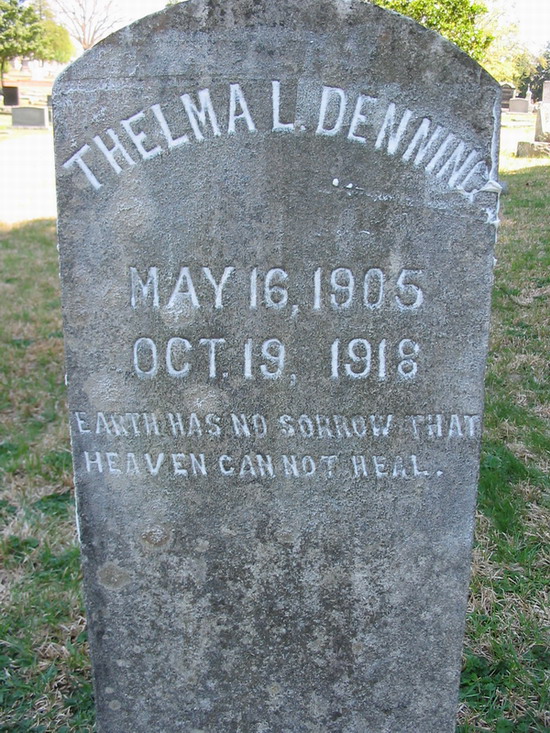 THELMA L. DENNING
MAY 16, 1905
OCT. 19, 1918
EARTH HAS NO SORROW THAT
HEAVEN CAN NOT HEAL.